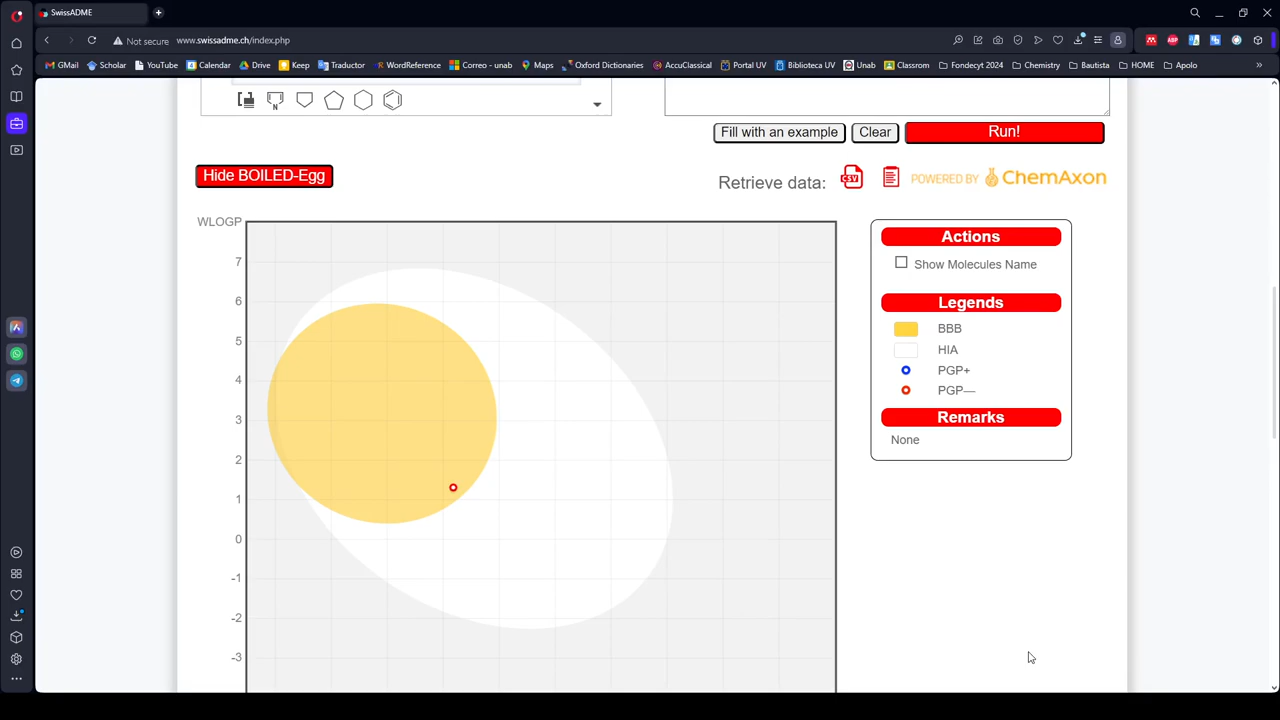 SwissADME
Not secure www.swissadme.ch/index.php
GMail Scholar YouTube Calendar Drive Keep Traductor WordReference Correo - unab Maps Oxford Dictionaries AccuClassical Portal UV Biblioteca UV Unab Classrom Fondecyt 2024 Chemistry Bautista HOME Apolo
N
Fill with an example Clear Run!
Hide BOILED-Egg
Retrieve data: CSV POWERED BY ChemAxon
WLOGP
7
6
5
4
3
2
1
0
-1
-2
-3
Actions
Show Molecules Name
Legends
BBB
HIA
PGP+
PGP—
Remarks
None